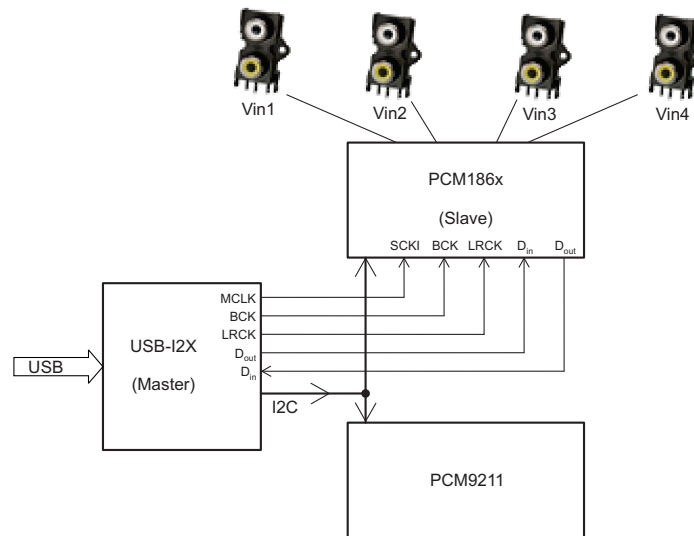 Vin1 Vin2 Vin3 Vin4
PCM186x
(Slave)
SCKI BCK LRCK Din Dout
MCLK
BCK
LRCK
Dout
Din
USB-I2X
(Master)
USB
I2C
PCM9211